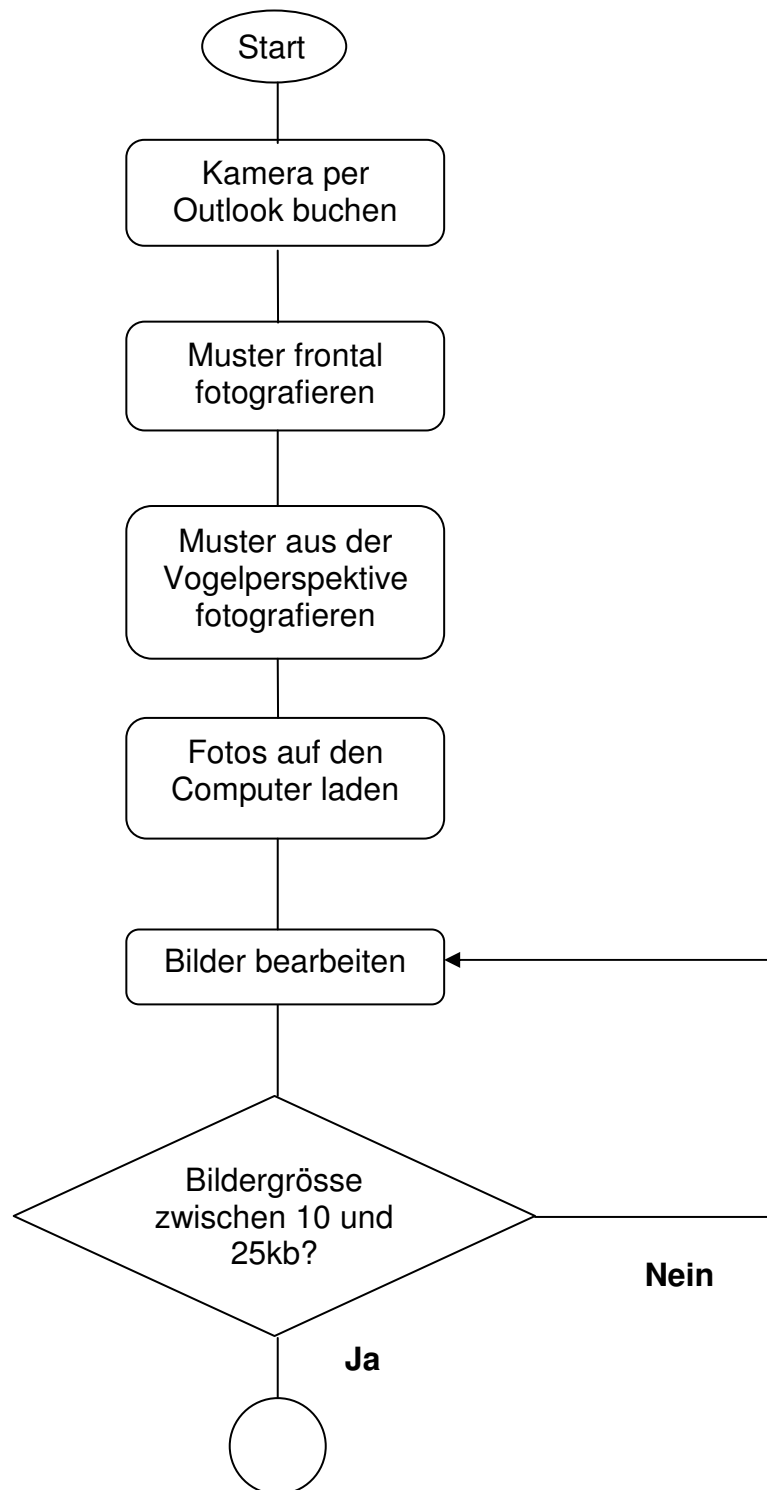 Start
Kamera per
Outlook buchen
Muster frontal
fotografieren
Muster aus der
Vogelperspektive
fotografieren
Fotos auf den
Computer laden
Bilder bearbeiten
Bildergrösse
zwischen 10 und
25kb?
Nein
Ja